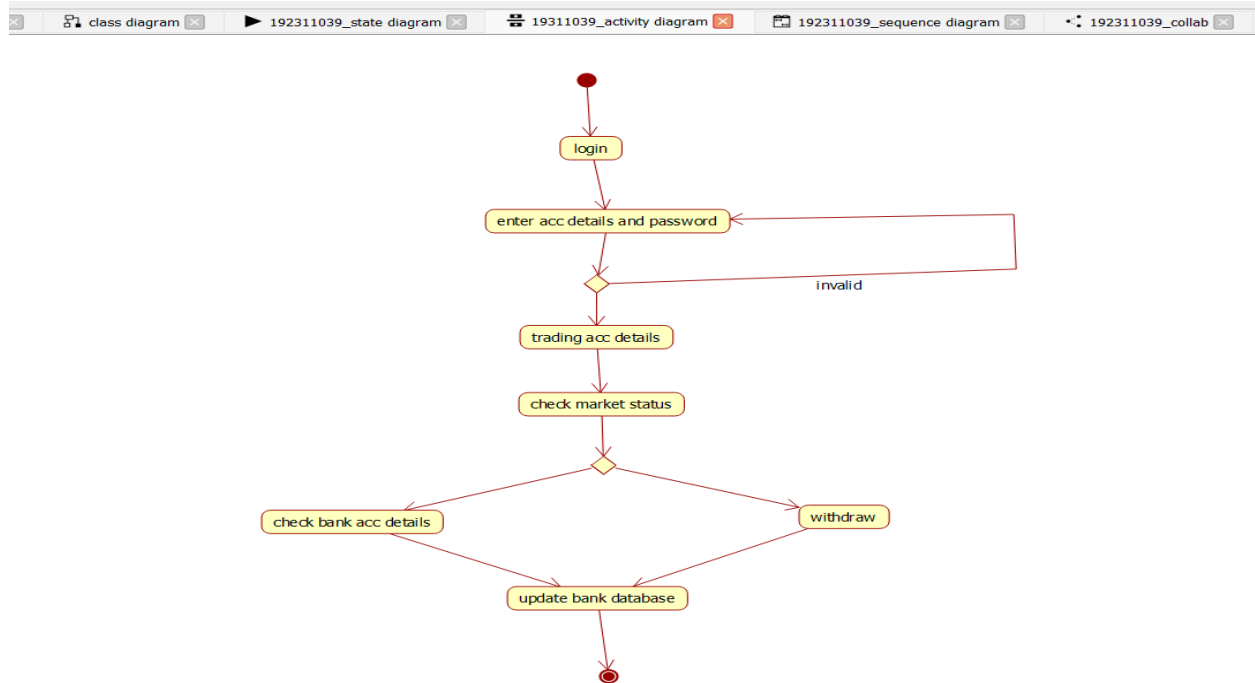 class diagram
192311039_state diagram
19311039_activity diagram
192311039_sequence diagram
192311039_collab
login
enter acc details and password
invalid
trading acc details
check market status
check bank acc details
withdraw
update bank database